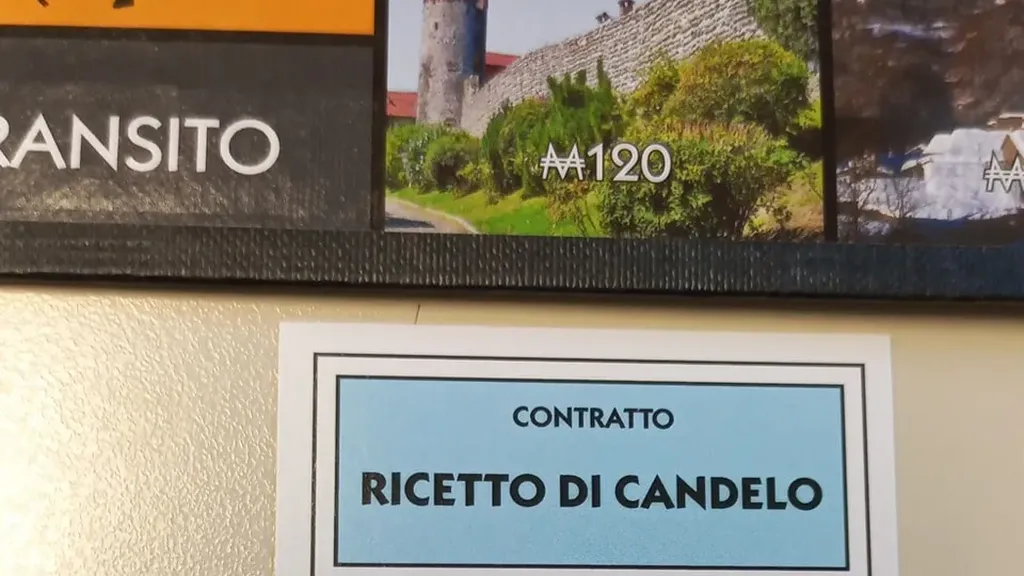 RANSITO
₩120
CONTRATTO
RICETTO DI CANDELO